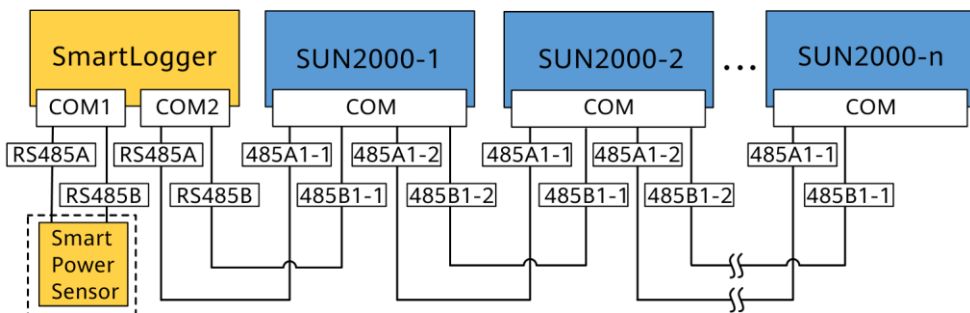 SmartLogger
SUN2000-1
SUN2000-2
...
SUN2000-n
COM1
COM2
COM
COM
COM
RS485A
RS485A
485A1-1
485A1-2
485A1-1
485A1-2
485A1-1
RS485B
RS485B
485B1-1
485B1-2
485B1-1
485B1-2
485B1-1
Smart
Power
Sensor